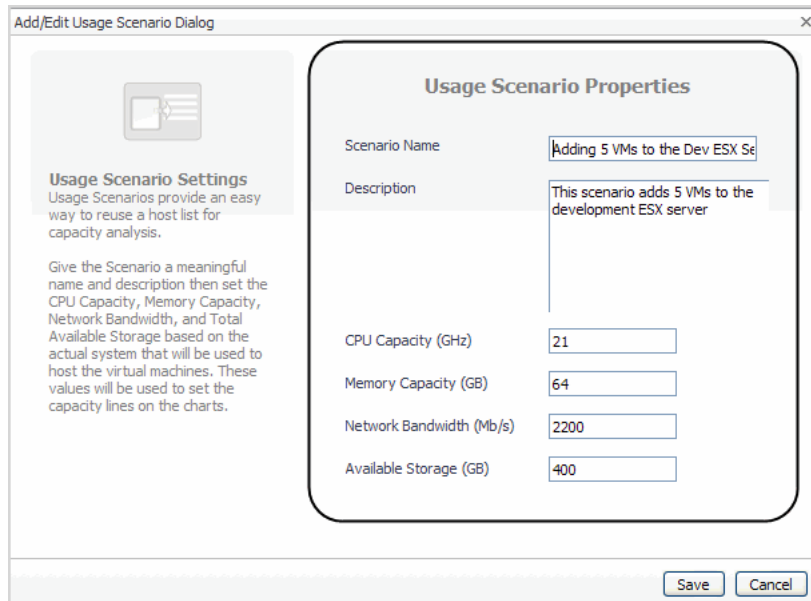 Add/Edit Usage Scenario Dialog
Usage Scenario Settings
Usage Scenarios provide an easy
way to reuse a host list for
capacity analysis.
Give the Scenario a meaningful
name and description then set the
CPU Capacity, Memory Capacity,
Network Bandwidth, and Total
Available Storage based on the
actual system that will be used to
host the virtual machines. These
values will be used to set the
capacity lines on the charts.
Usage Scenario Properties
Scenario Name Adding 5 VMs to the Dev ESX Se
Description This scenario adds 5 VMs to the
development ESX server
CPU Capacity (GHz) 21
Memory Capacity (GB) 64
Network Bandwidth (Mb/s) 2200
Available Storage (GB) 400
Save Cancel